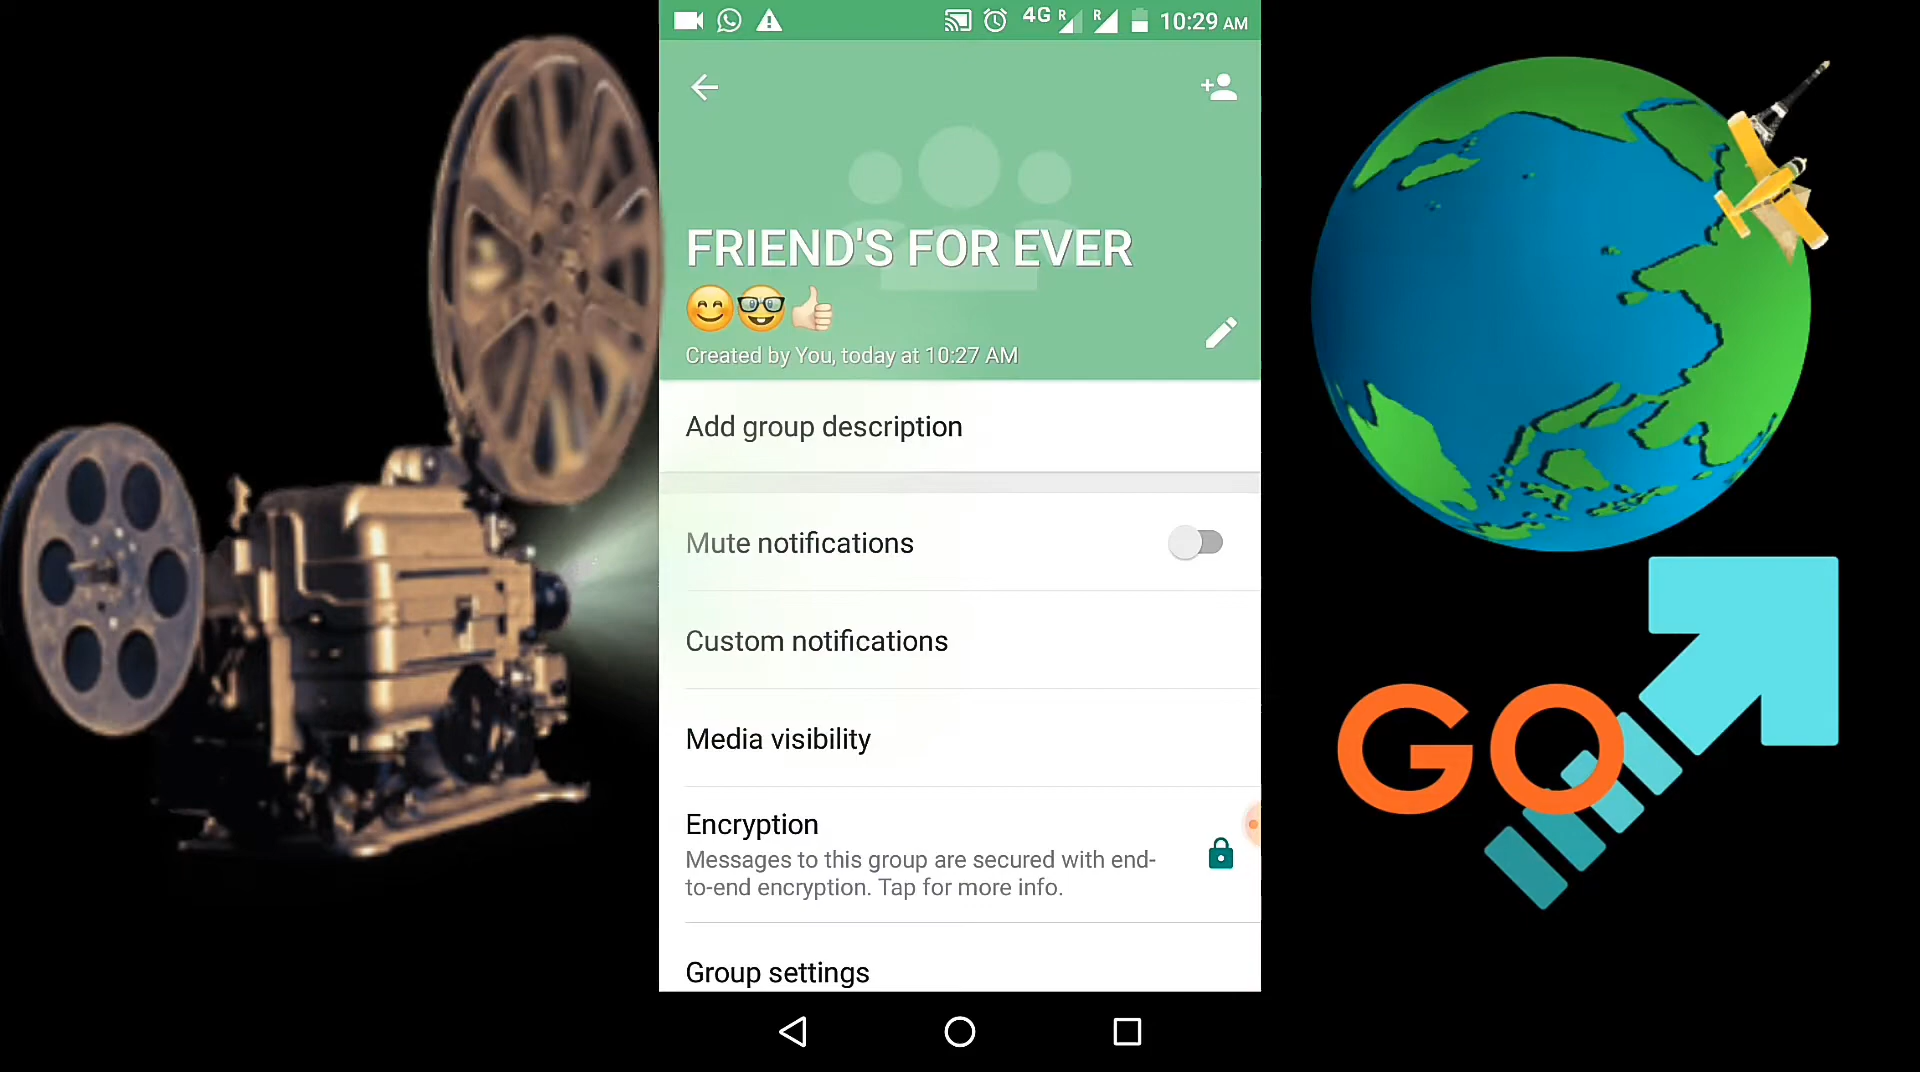 4G R R 10:29 AM
FRIEND'S FOR EVER
😊🤓👍🏻
Created by You, today at 10:27 AM
Add group description
Mute notifications
Custom notifications
Media visibility
Encryption
Messages to this group are secured with end-
to-end encryption. Tap for more info.
Group settings
GO